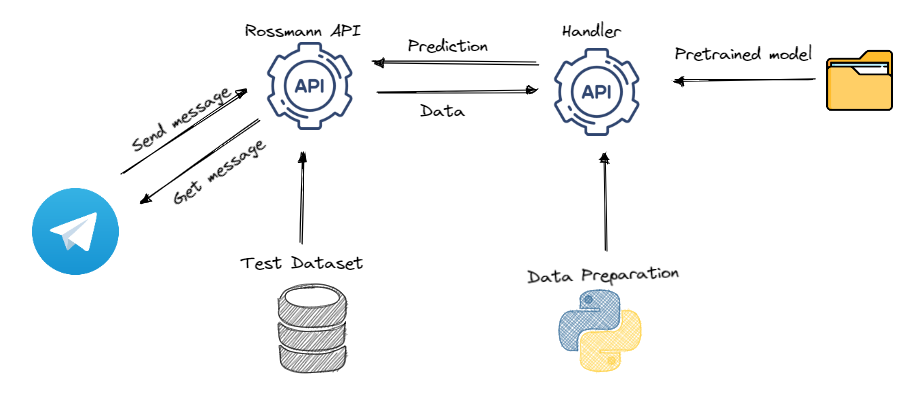 Rossmann API
Handler
Prediction
Pretrained model
API
API
Data
Send message
Get message
Test Dataset
Data Preparation